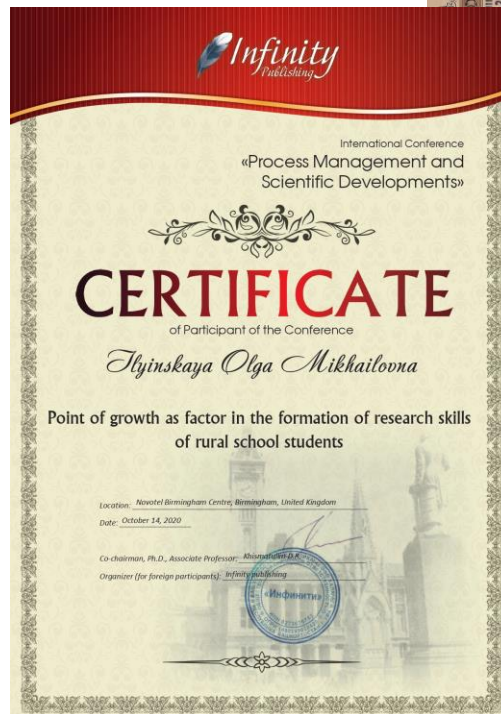 Infinity
Publishing
International Conference
«Process Management and
Scientific Developments»
CERTIFICATE
of Participant of the Conference
Ilyinskaya Olga Mikhailovna
Point of growth as factor in the formation of research skills
of rural school students
Location: Novotel Birmingham Centre, Birmingham, United Kingdom
Date: October 14, 2020
Co-chairman, Ph.D., Associate Professor: Khismatullin D.R.
Organizer (for foreign participants): Infinity publishing
«Инфинити»